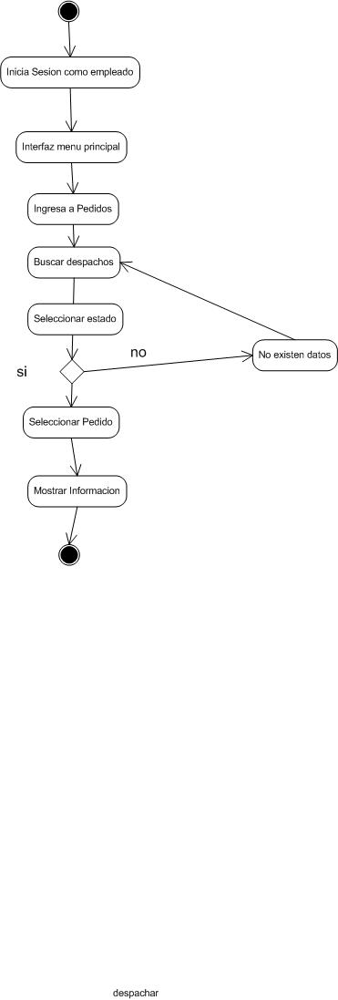 Inicia Sesion como empleado
Interfaz menu principal
Ingresa a Pedidos
Buscar despachos
Seleccionar estado
no
No existen datos
si
Seleccionar Pedido
Mostrar Informacion
despachar